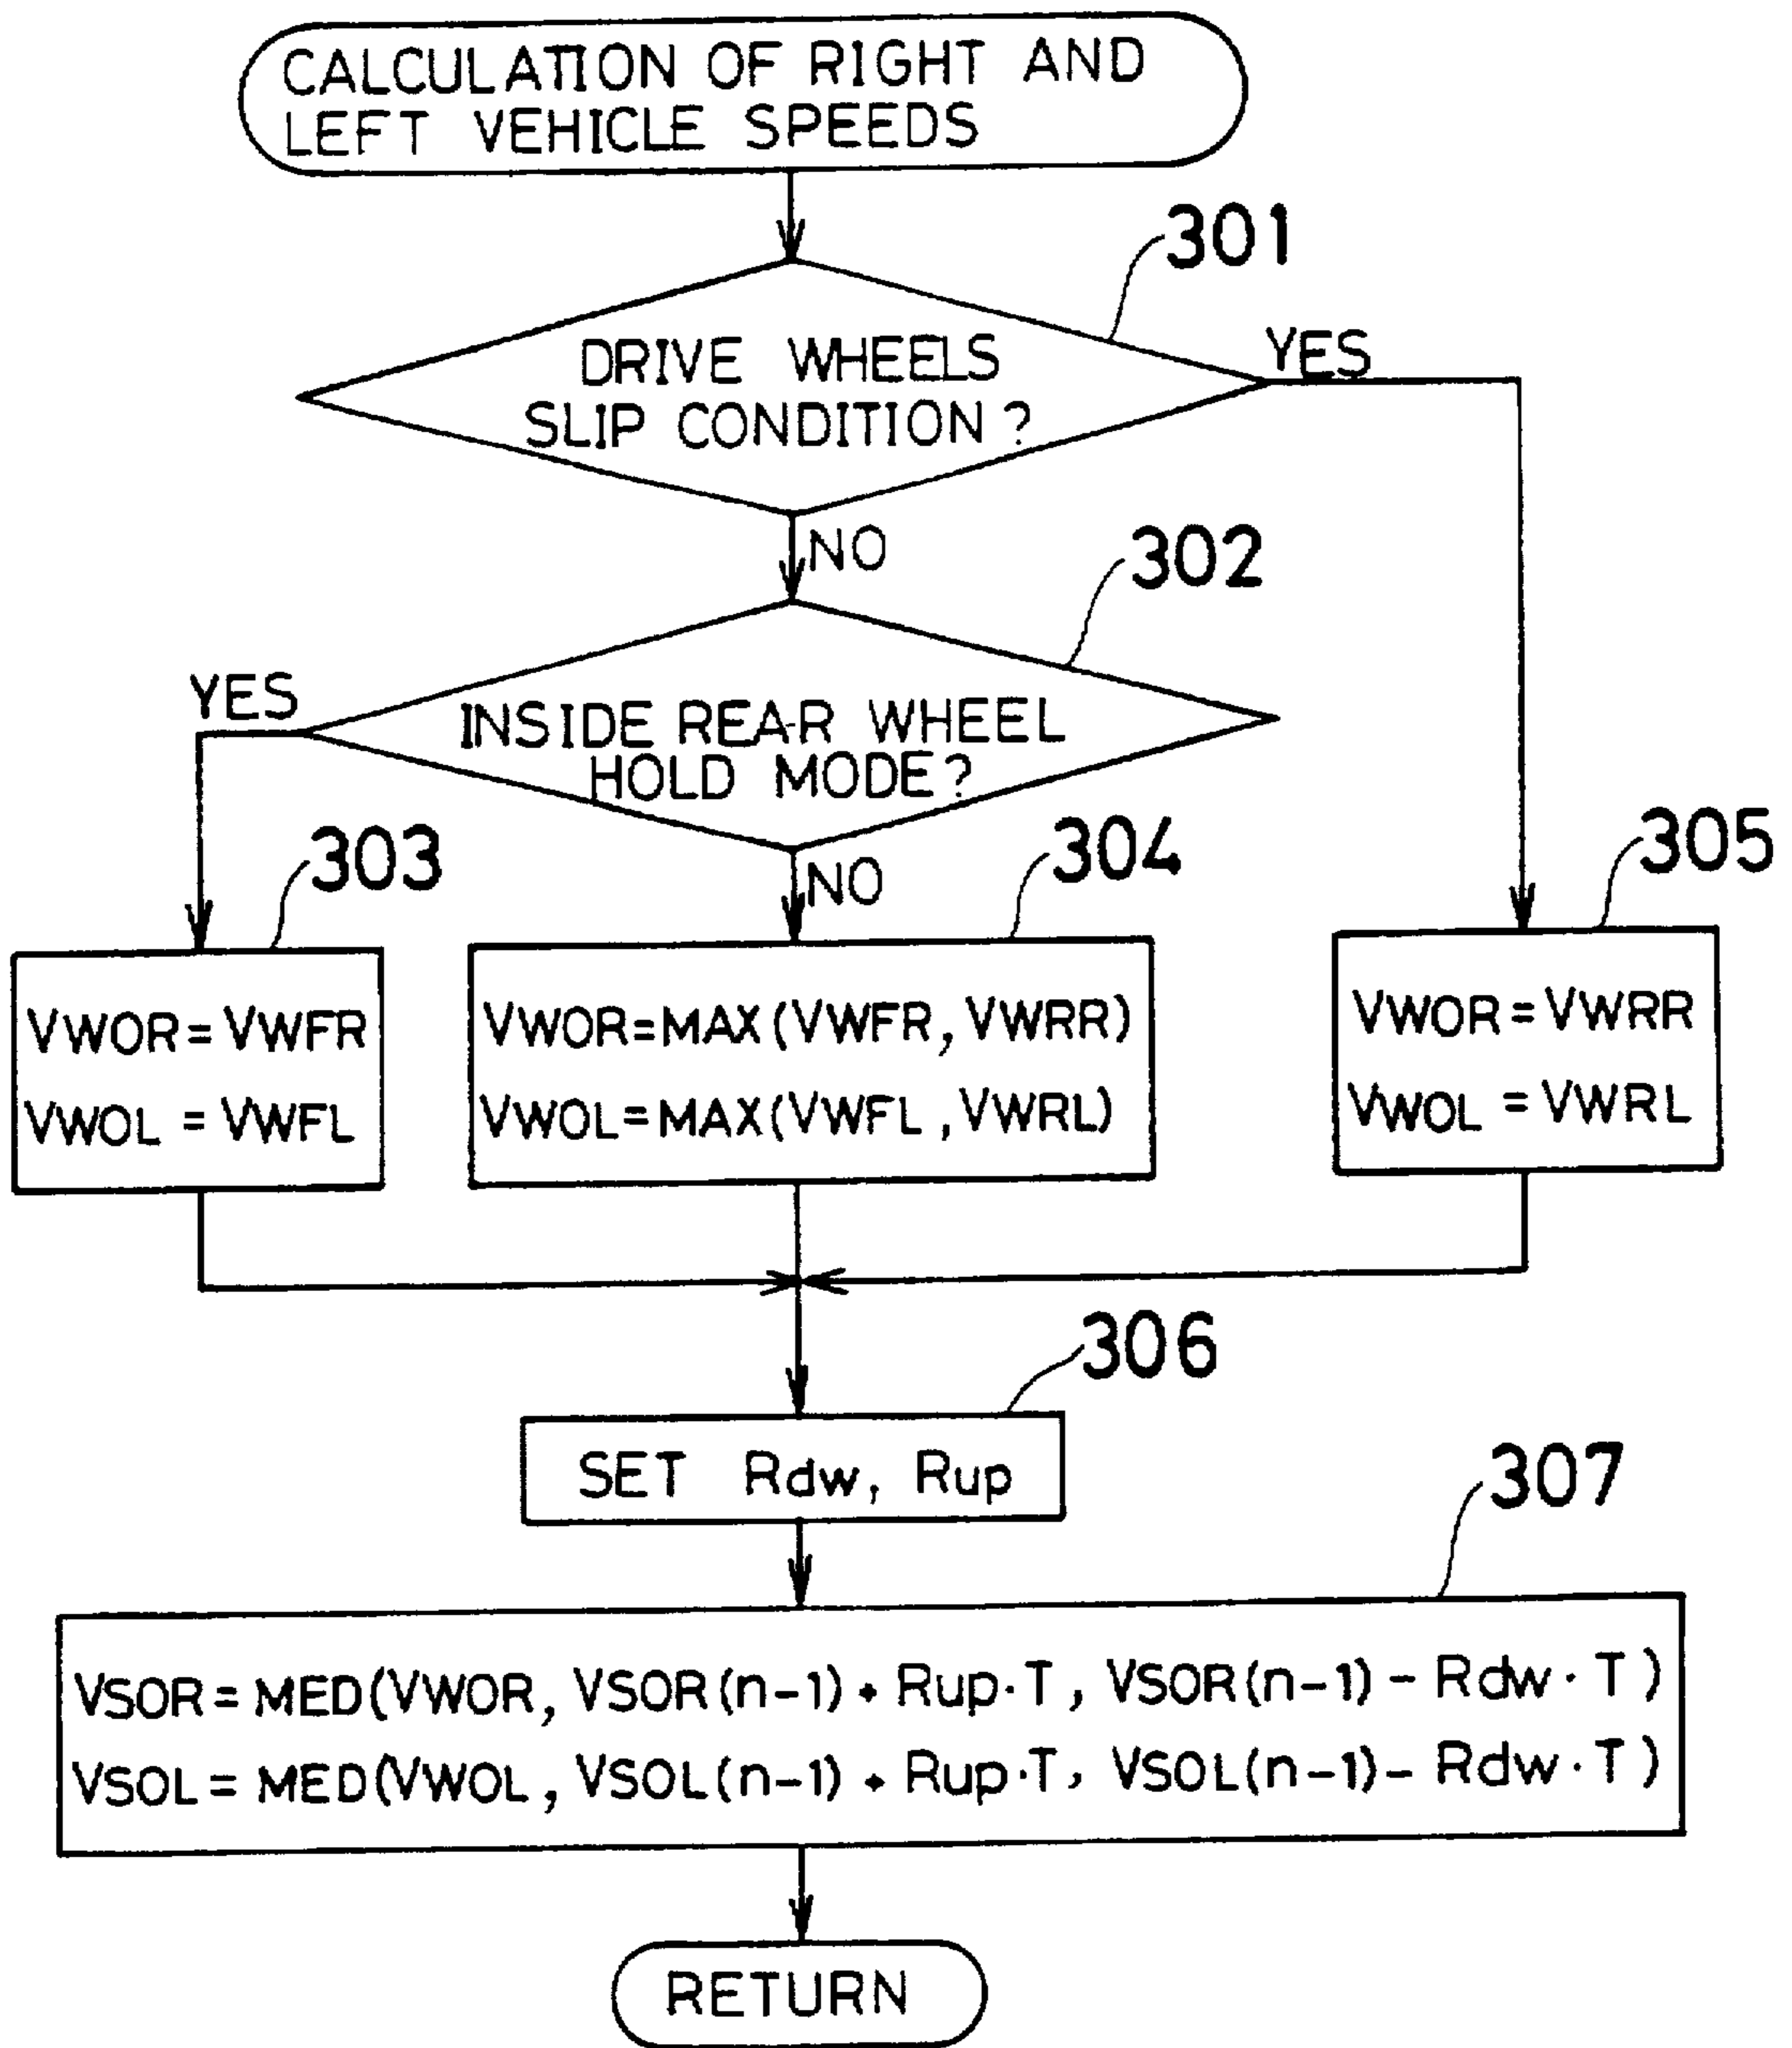 CALCULATION OF RIGHT AND
LEFT VEHICLE SPEEDS
301
DRIVE WHEELS
SLIP CONDITION?
YES
NO
302
YES
INSIDE REAR WHEEL
HOLD MODE?
NO
303
304
305
VWOR=VWFR
VWOL=VWFL
VWOR=MAX(VWFR, VWRR)
VWOL=MAX(VWFL, VWRL)
VWOR=VWRR
VWOL=VWRL
306
SET Rdw, Rup
307
VSOR=MED(VWOR, VSOR(n-1)+Rup·T, VSOR(n-1)-Rdw·T)
VSOL=MED(VWOL, VSOL(n-1)+Rup·T, VSOL(n-1)-Rdw·T)
RETURN